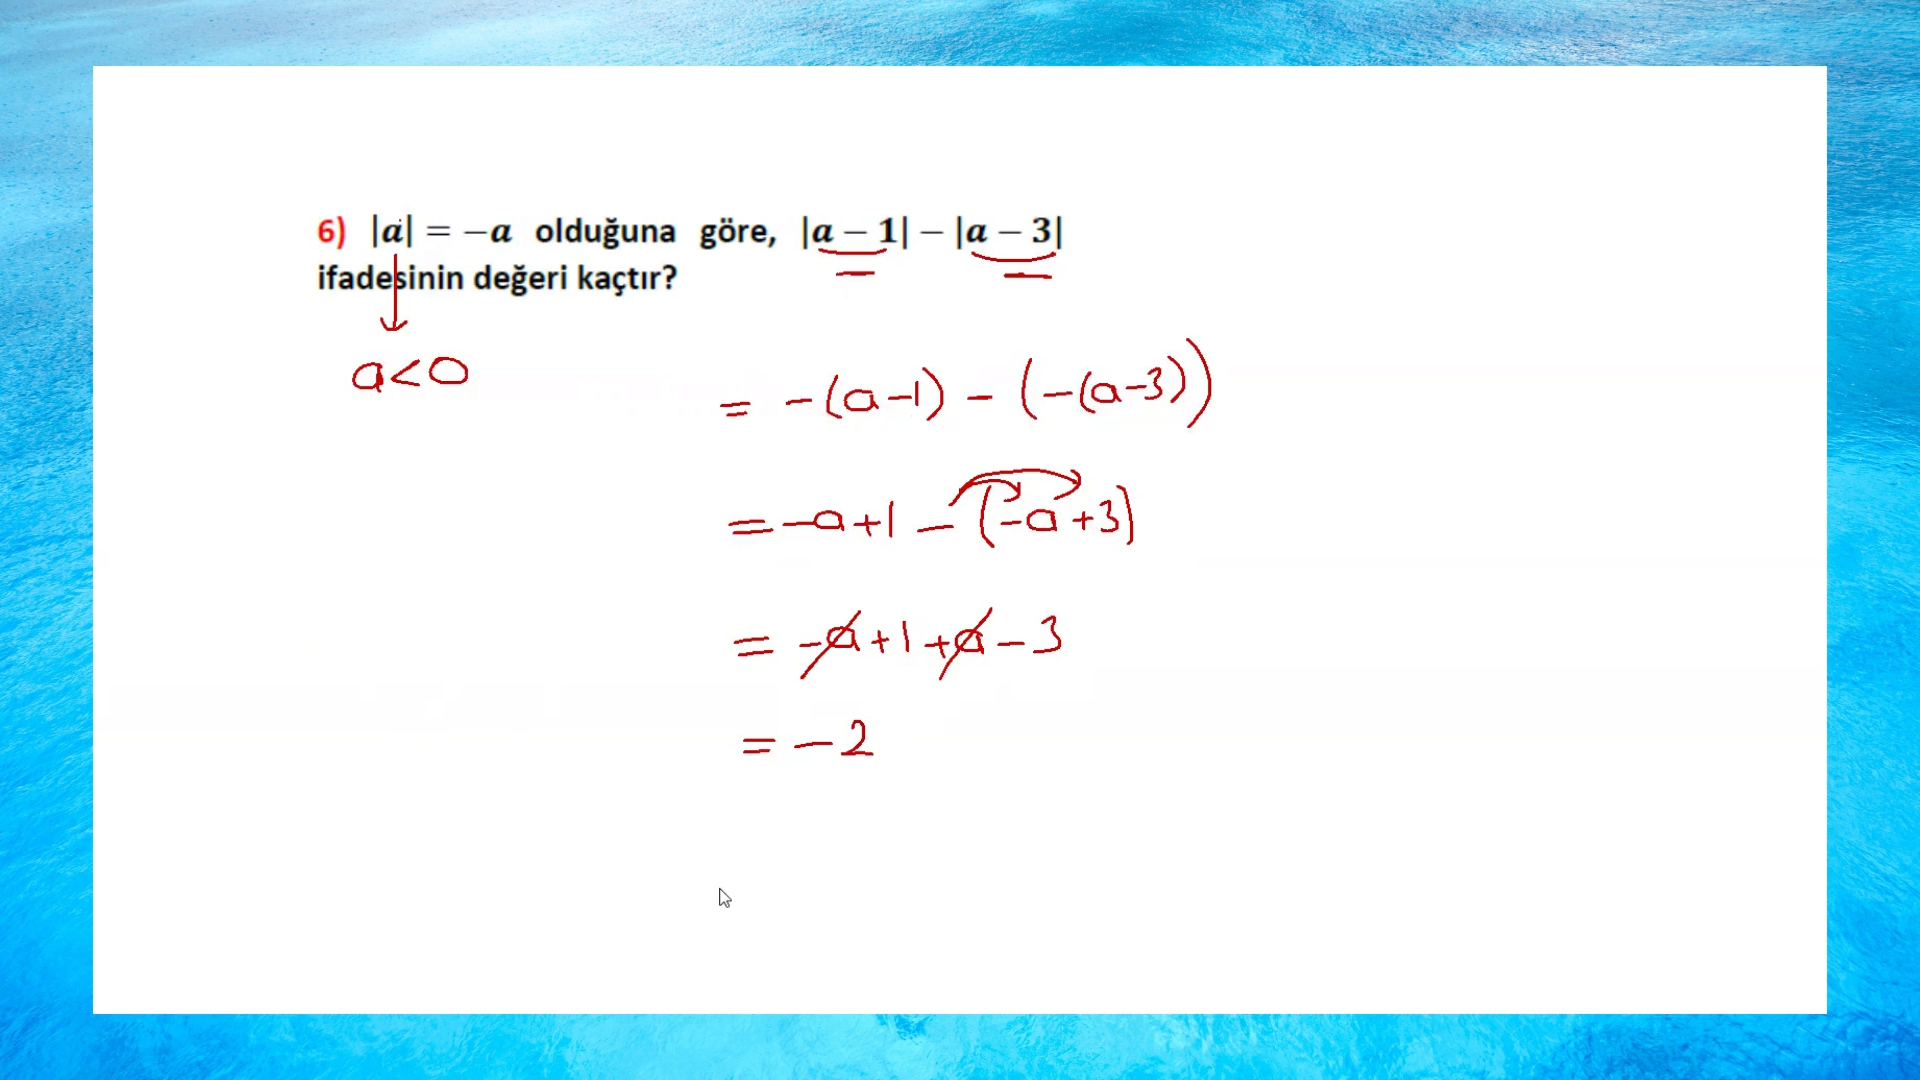 6) |a| = −a olduğuna göre, |a − 1| − |a − 3|
ifadesinin değeri kaçtır?
a<0
= -(a-1) - (-(a-3))
= -a+1 - (-a+3)
= -a+1+a-3
= -2